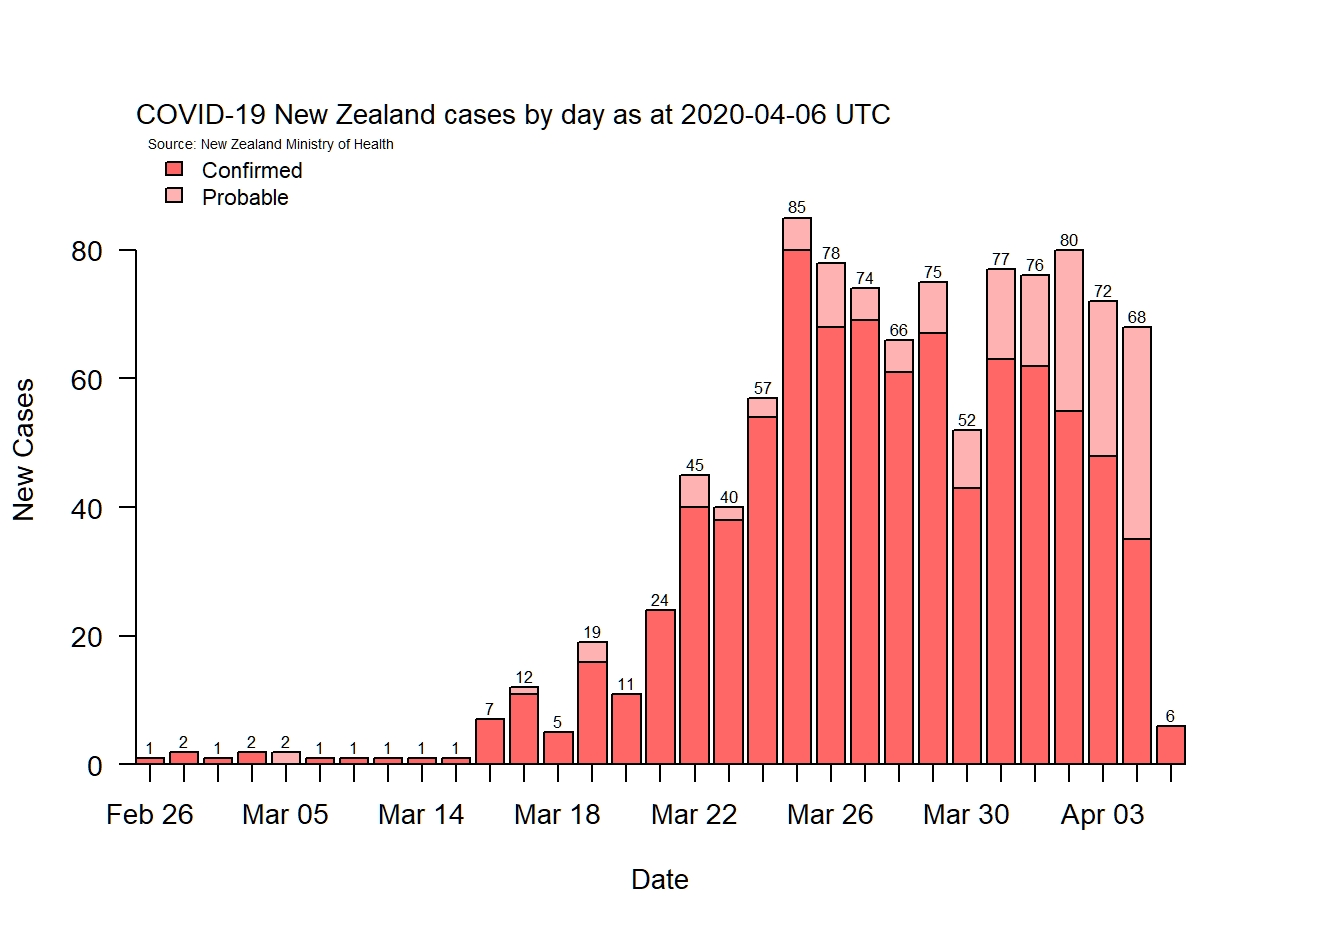 COVID-19 New Zealand cases by day as at 2020-04-06 UTC
Source: New Zealand Ministry of Health
Confirmed
Probable
New Cases
80
60
40
20
0
1 2 1 2 2 1 1 1 1 1 7 12 5 19 11 24 45 40 57 85 78 74 66 75 52 77 76 80 72 68 6
Feb 26 Mar 05 Mar 14 Mar 18 Mar 22 Mar 26 Mar 30 Apr 03
Date